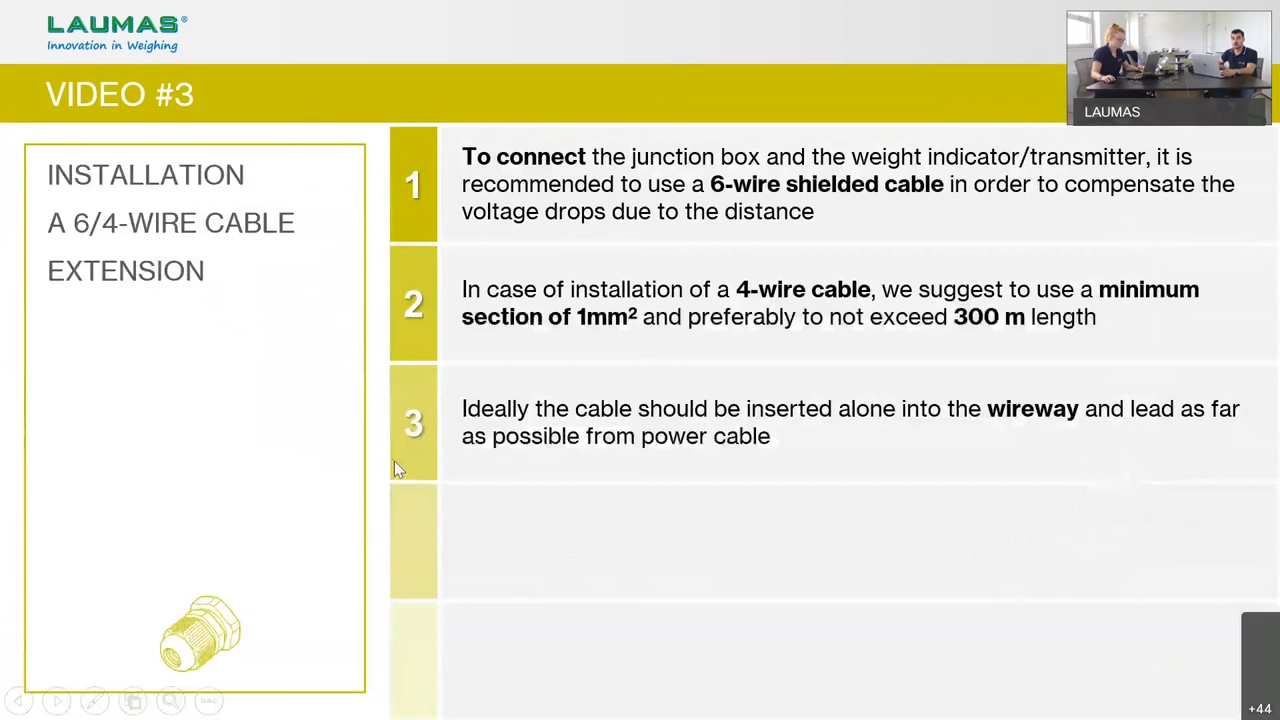 LAUMAS®
Innovation in Weighing
VIDEO #3
LAUMAS
INSTALLATION
A 6/4-WIRE CABLE
EXTENSION
1
To connect the junction box and the weight indicator/transmitter, it is
recommended to use a 6-wire shielded cable in order to compensate the
voltage drops due to the distance
2
In case of installation of a 4-wire cable, we suggest to use a minimum
section of 1mm² and preferably to not exceed 300 m length
3
Ideally the cable should be inserted alone into the wireway and lead as far
as possible from power cable
+44